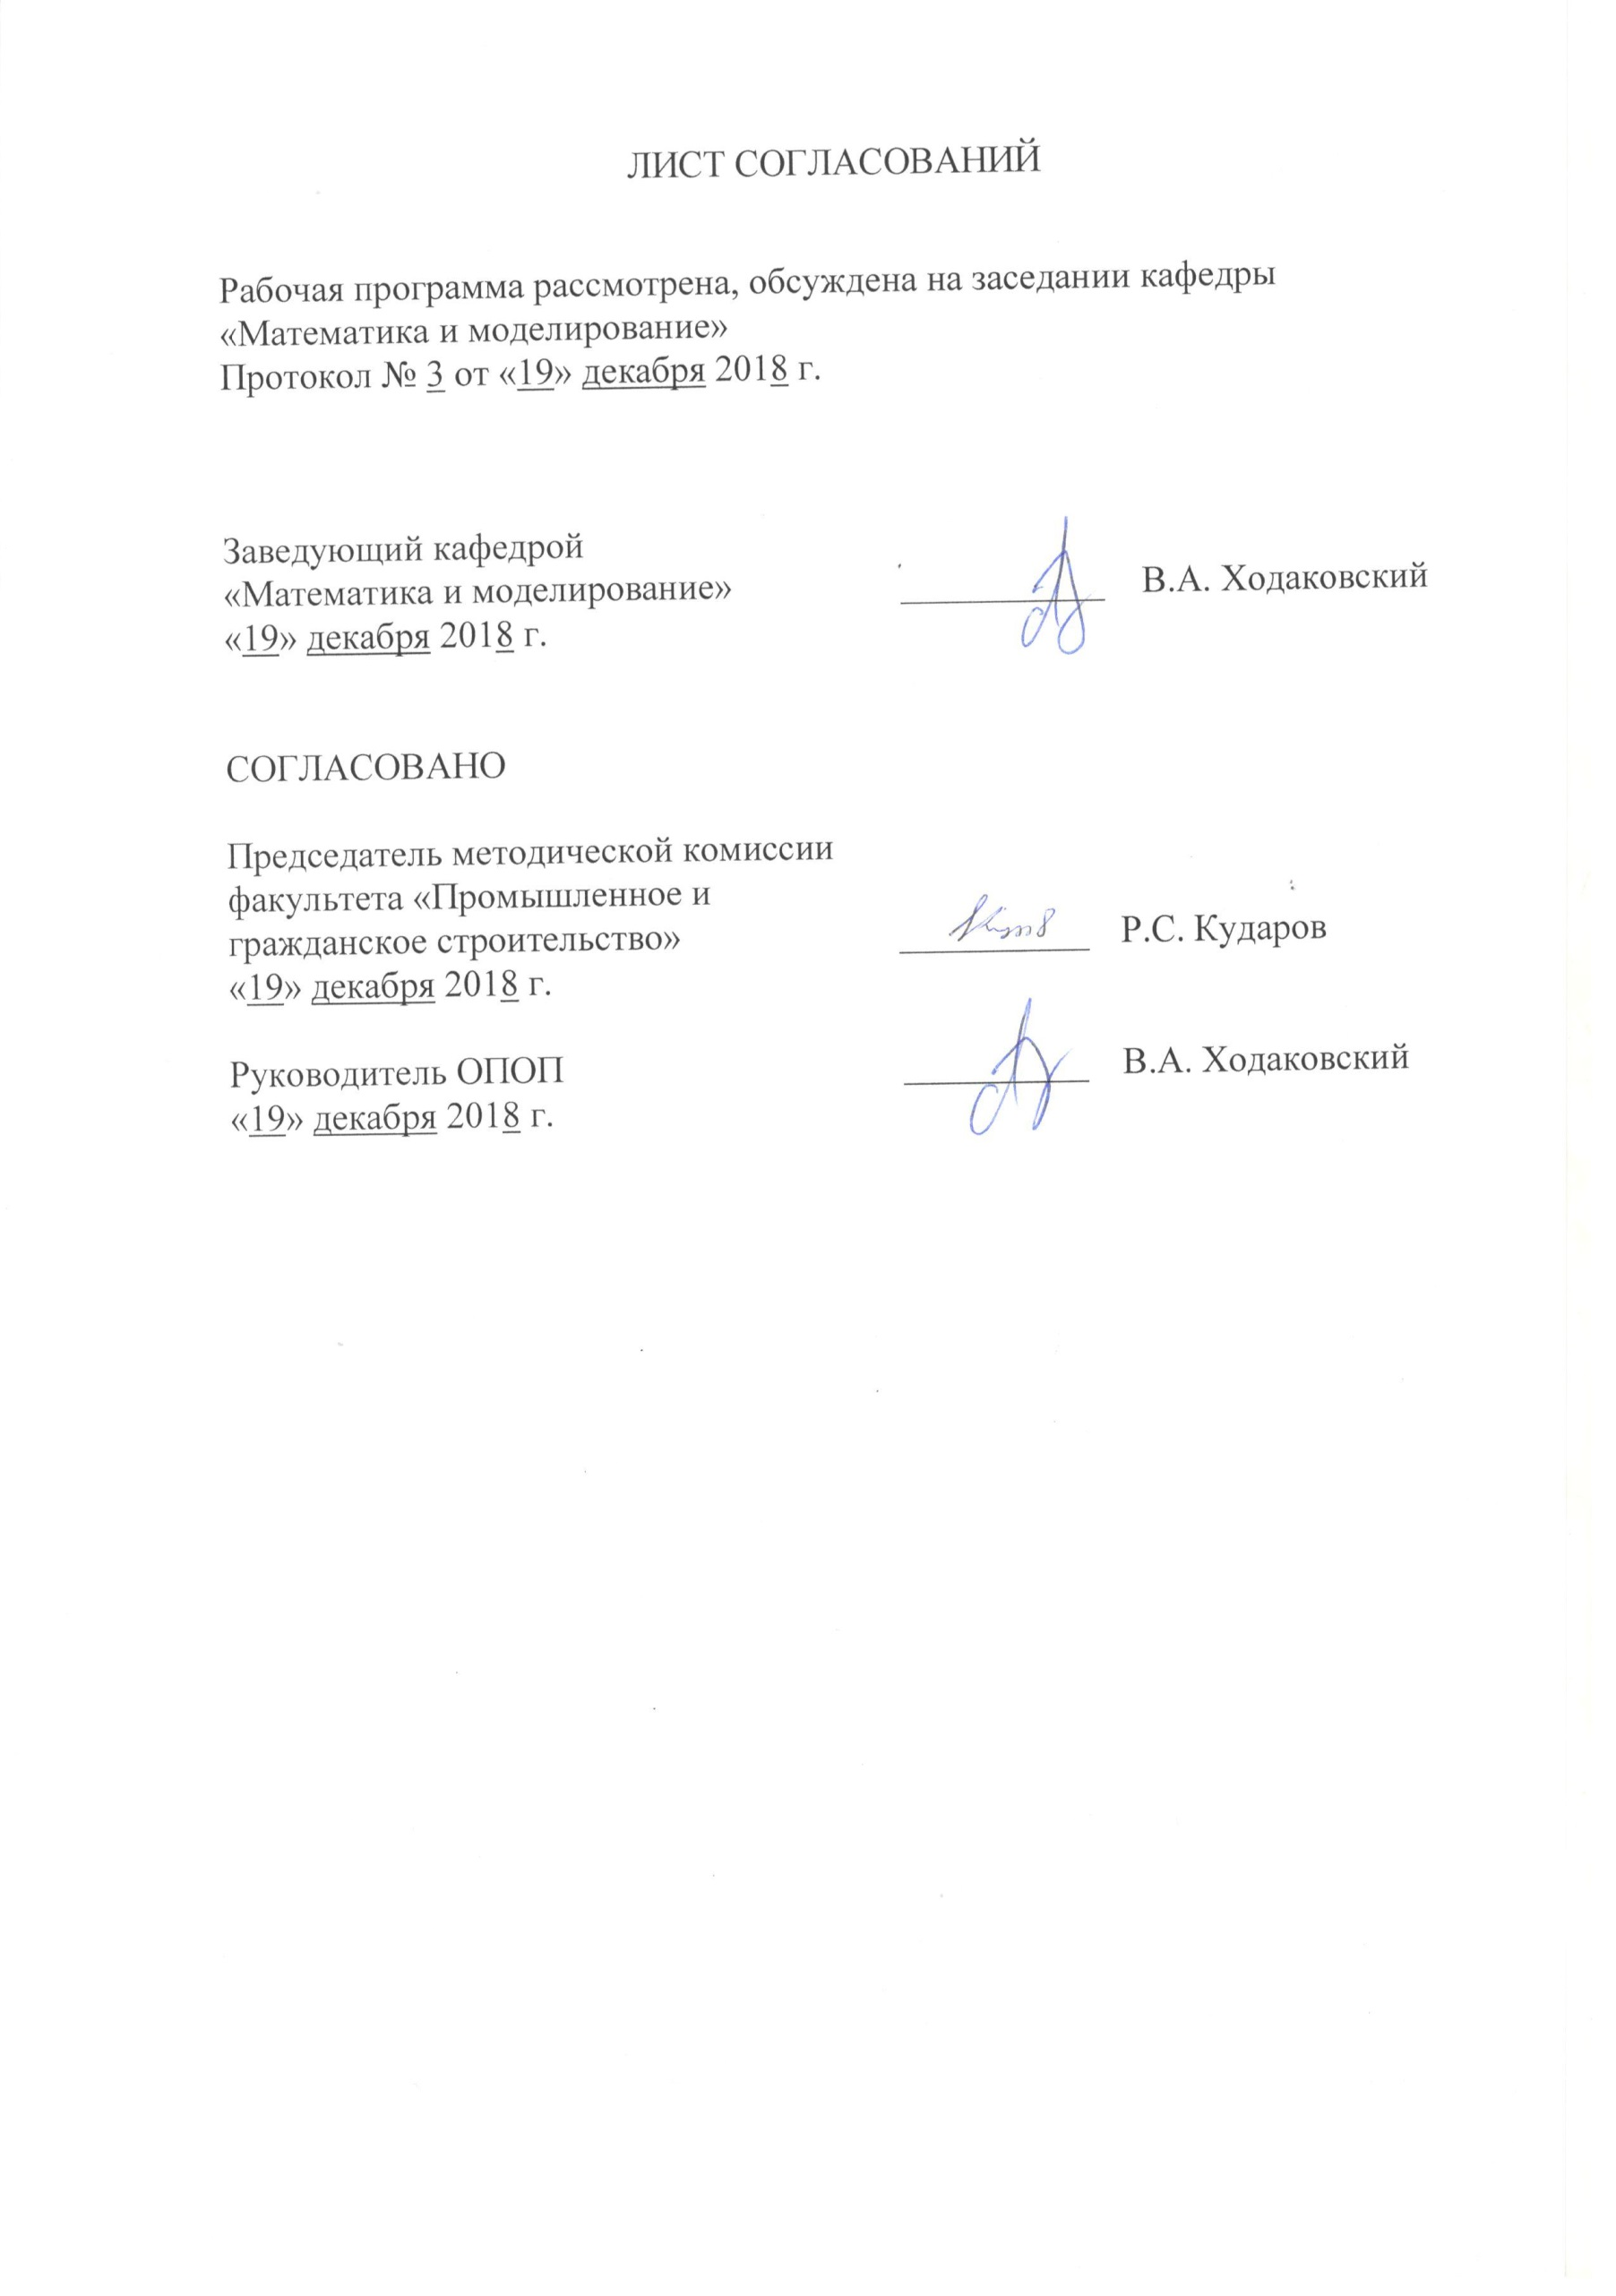 ЛИСТ СОГЛАСОВАНИЙ
Рабочая программа рассмотрена, обсуждена на заседании кафедры
«Математика и моделирование»
Протокол № 3 от «19» декабря 2018 г.
Заведующий кафедрой
«Математика и моделирование» В.А. Ходаковский
«19» декабря 2018 г.
СОГЛАСОВАНО
Председатель методической комиссии
факультета «Промышленное и
гражданское строительство» Р.С. Кударов
«19» декабря 2018 г.
Руководитель ОПОП В.А. Ходаковский
«19» декабря 2018 г.